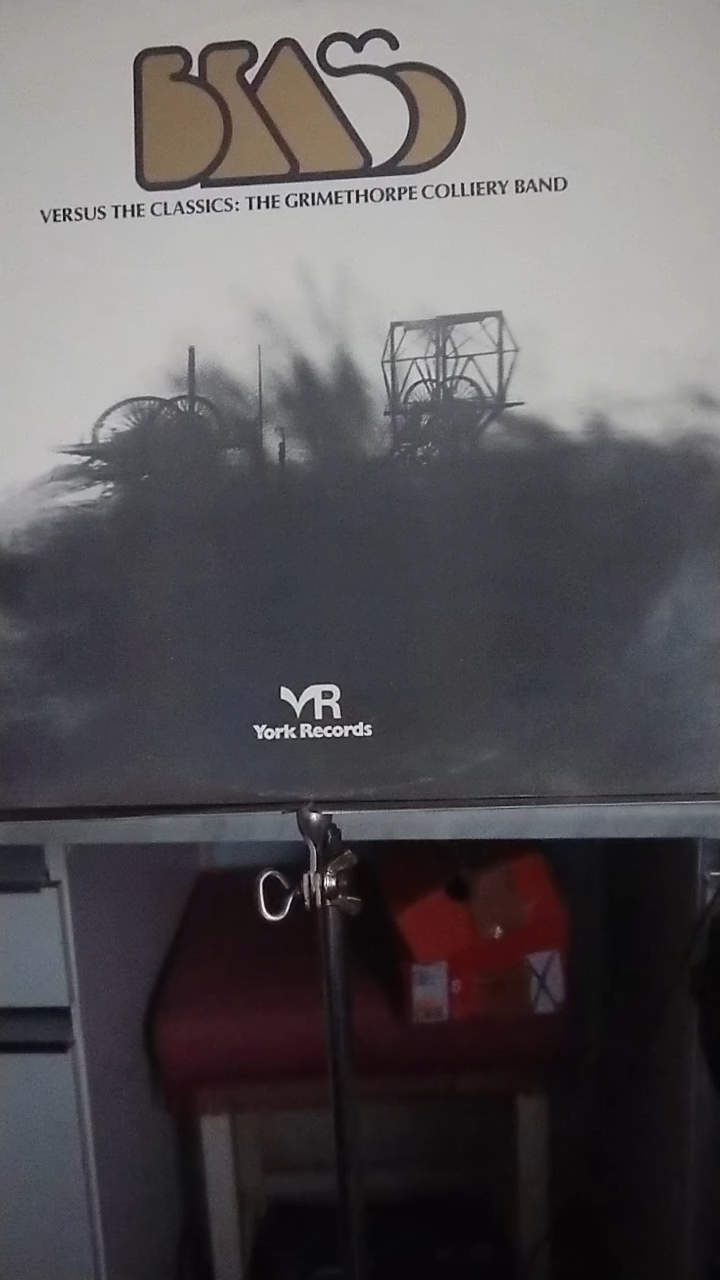 BRASS
VERSUS THE CLASSICS: THE GRIMETHORPE COLLIERY BAND
YR
York Records